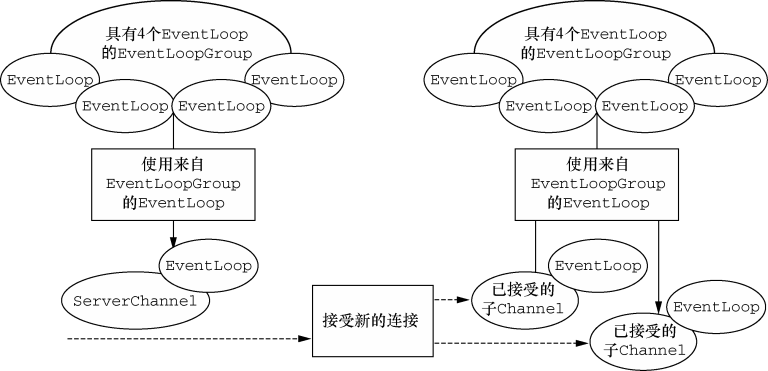 具有4个EventLoop
的EventLoopGroup
EventLoop
EventLoop
EventLoop
EventLoop
使用来自
EventLoopGroup
的EventLoop
EventLoop
ServerChannel
具有4个EventLoop
的EventLoopGroup
EventLoop
EventLoop
EventLoop
EventLoop
使用来自
EventLoopGroup
的EventLoop
EventLoop
已接受的
子Channel
EventLoop
已接受的
子Channel
接受新的连接